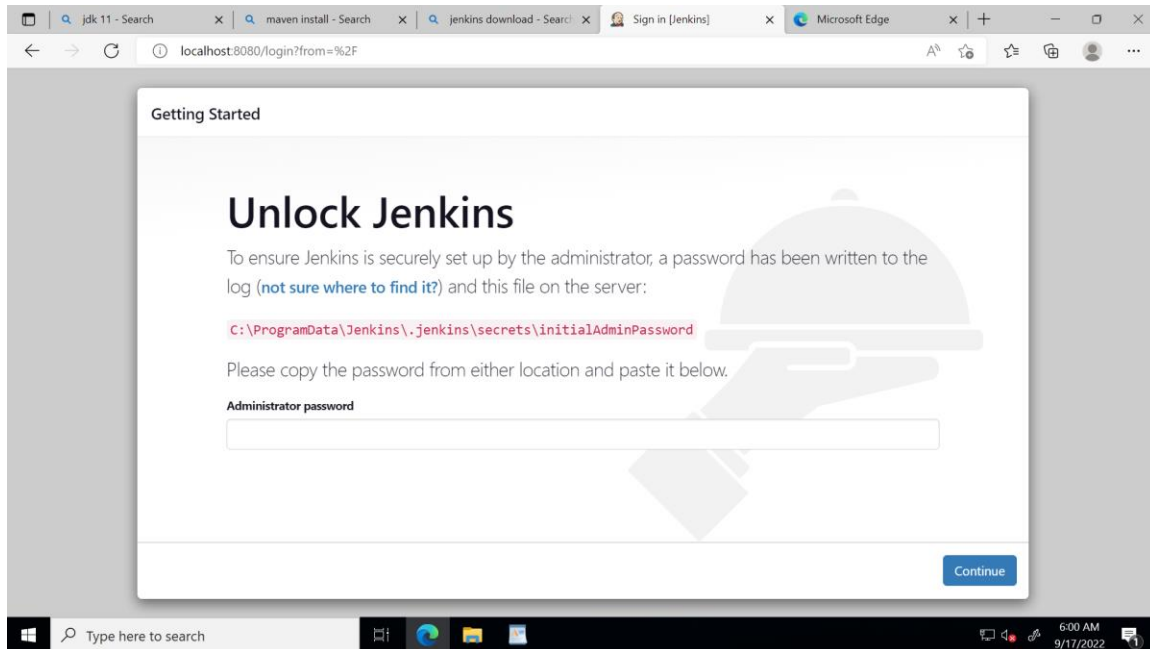 jdk 11 - Search
maven install - Search
jenkins download - Search
Sign in [Jenkins]
Microsoft Edge
localhost:8080/login?from=%2F
Getting Started
Unlock Jenkins
To ensure Jenkins is securely set up by the administrator, a password has been written to the
log (not sure where to find it?) and this file on the server:
C:\ProgramData\Jenkins\.jenkins\secrets\initialAdminPassword
Please copy the password from either location and paste it below.
Administrator password
Continue
Type here to search
6:00 AM
9/17/2022
1